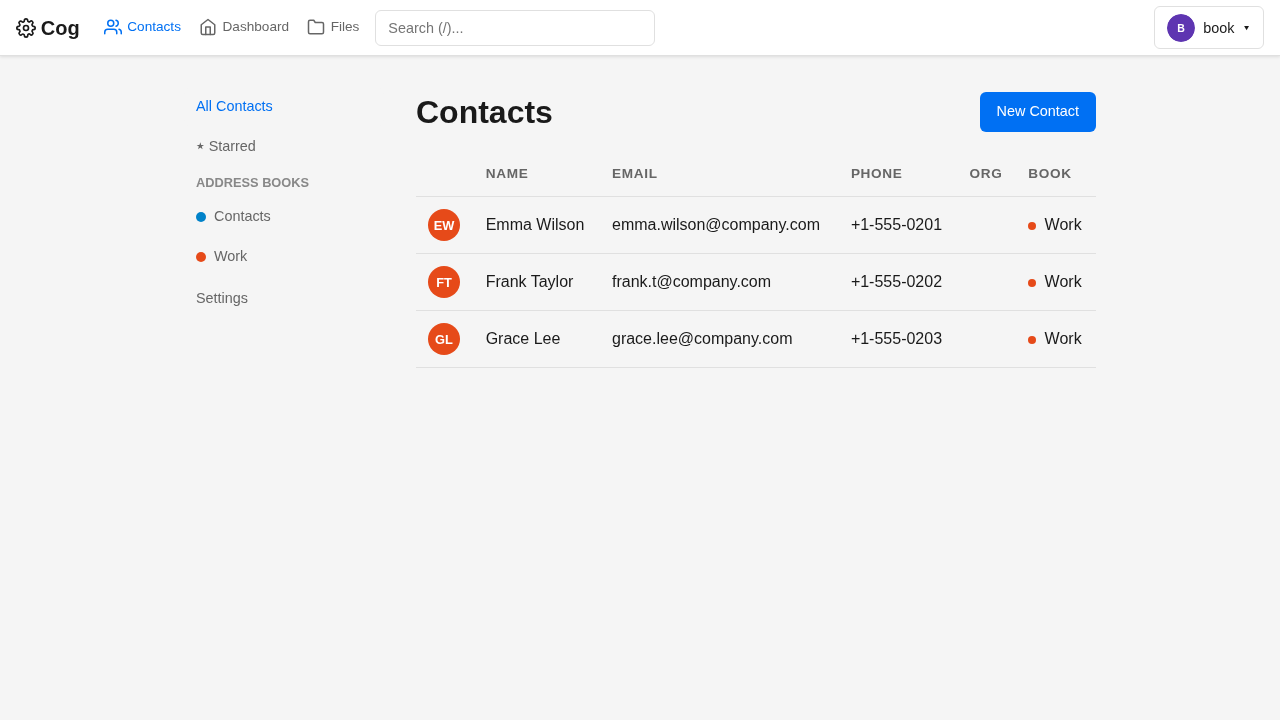 Cog
Contacts
Dashboard
Files
Search (/)...
B
book
All Contacts
★ Starred
ADDRESS BOOKS
Contacts
Work
Settings
Contacts
New Contact
NAME EMAIL PHONE ORG BOOK
EW Emma Wilson emma.wilson@company.com +1-555-0201 Work
FT Frank Taylor frank.t@company.com +1-555-0202 Work
GL Grace Lee grace.lee@company.com +1-555-0203 Work